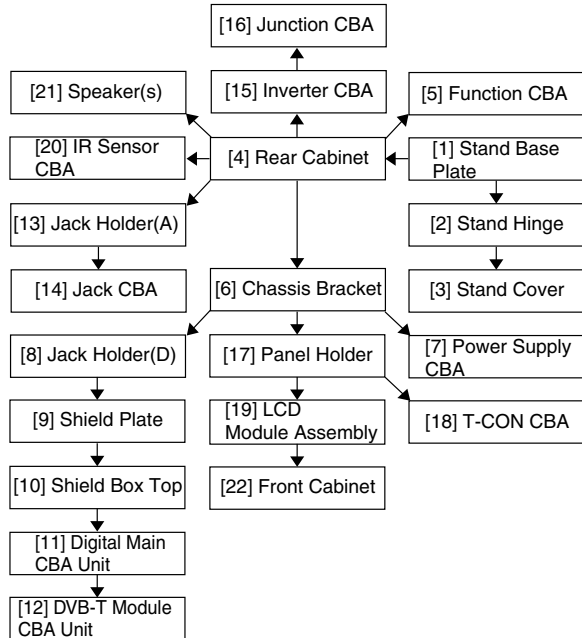 [16] Junction CBA
[21] Speaker(s)
[15] Inverter CBA
[5] Function CBA
[20] IR Sensor
CBA
[4] Rear Cabinet
[1] Stand Base
Plate
[13] Jack Holder(A)
[2] Stand Hinge
[14] Jack CBA
[6] Chassis Bracket
[3] Stand Cover
[8] Jack Holder(D)
[17] Panel Holder
[7] Power Supply
CBA
[9] Shield Plate
[19] LCD
Module Assembly
[18] T-CON CBA
[10] Shield Box Top
[22] Front Cabinet
[11] Digital Main
CBA Unit
[12] DVB-T Module
CBA Unit